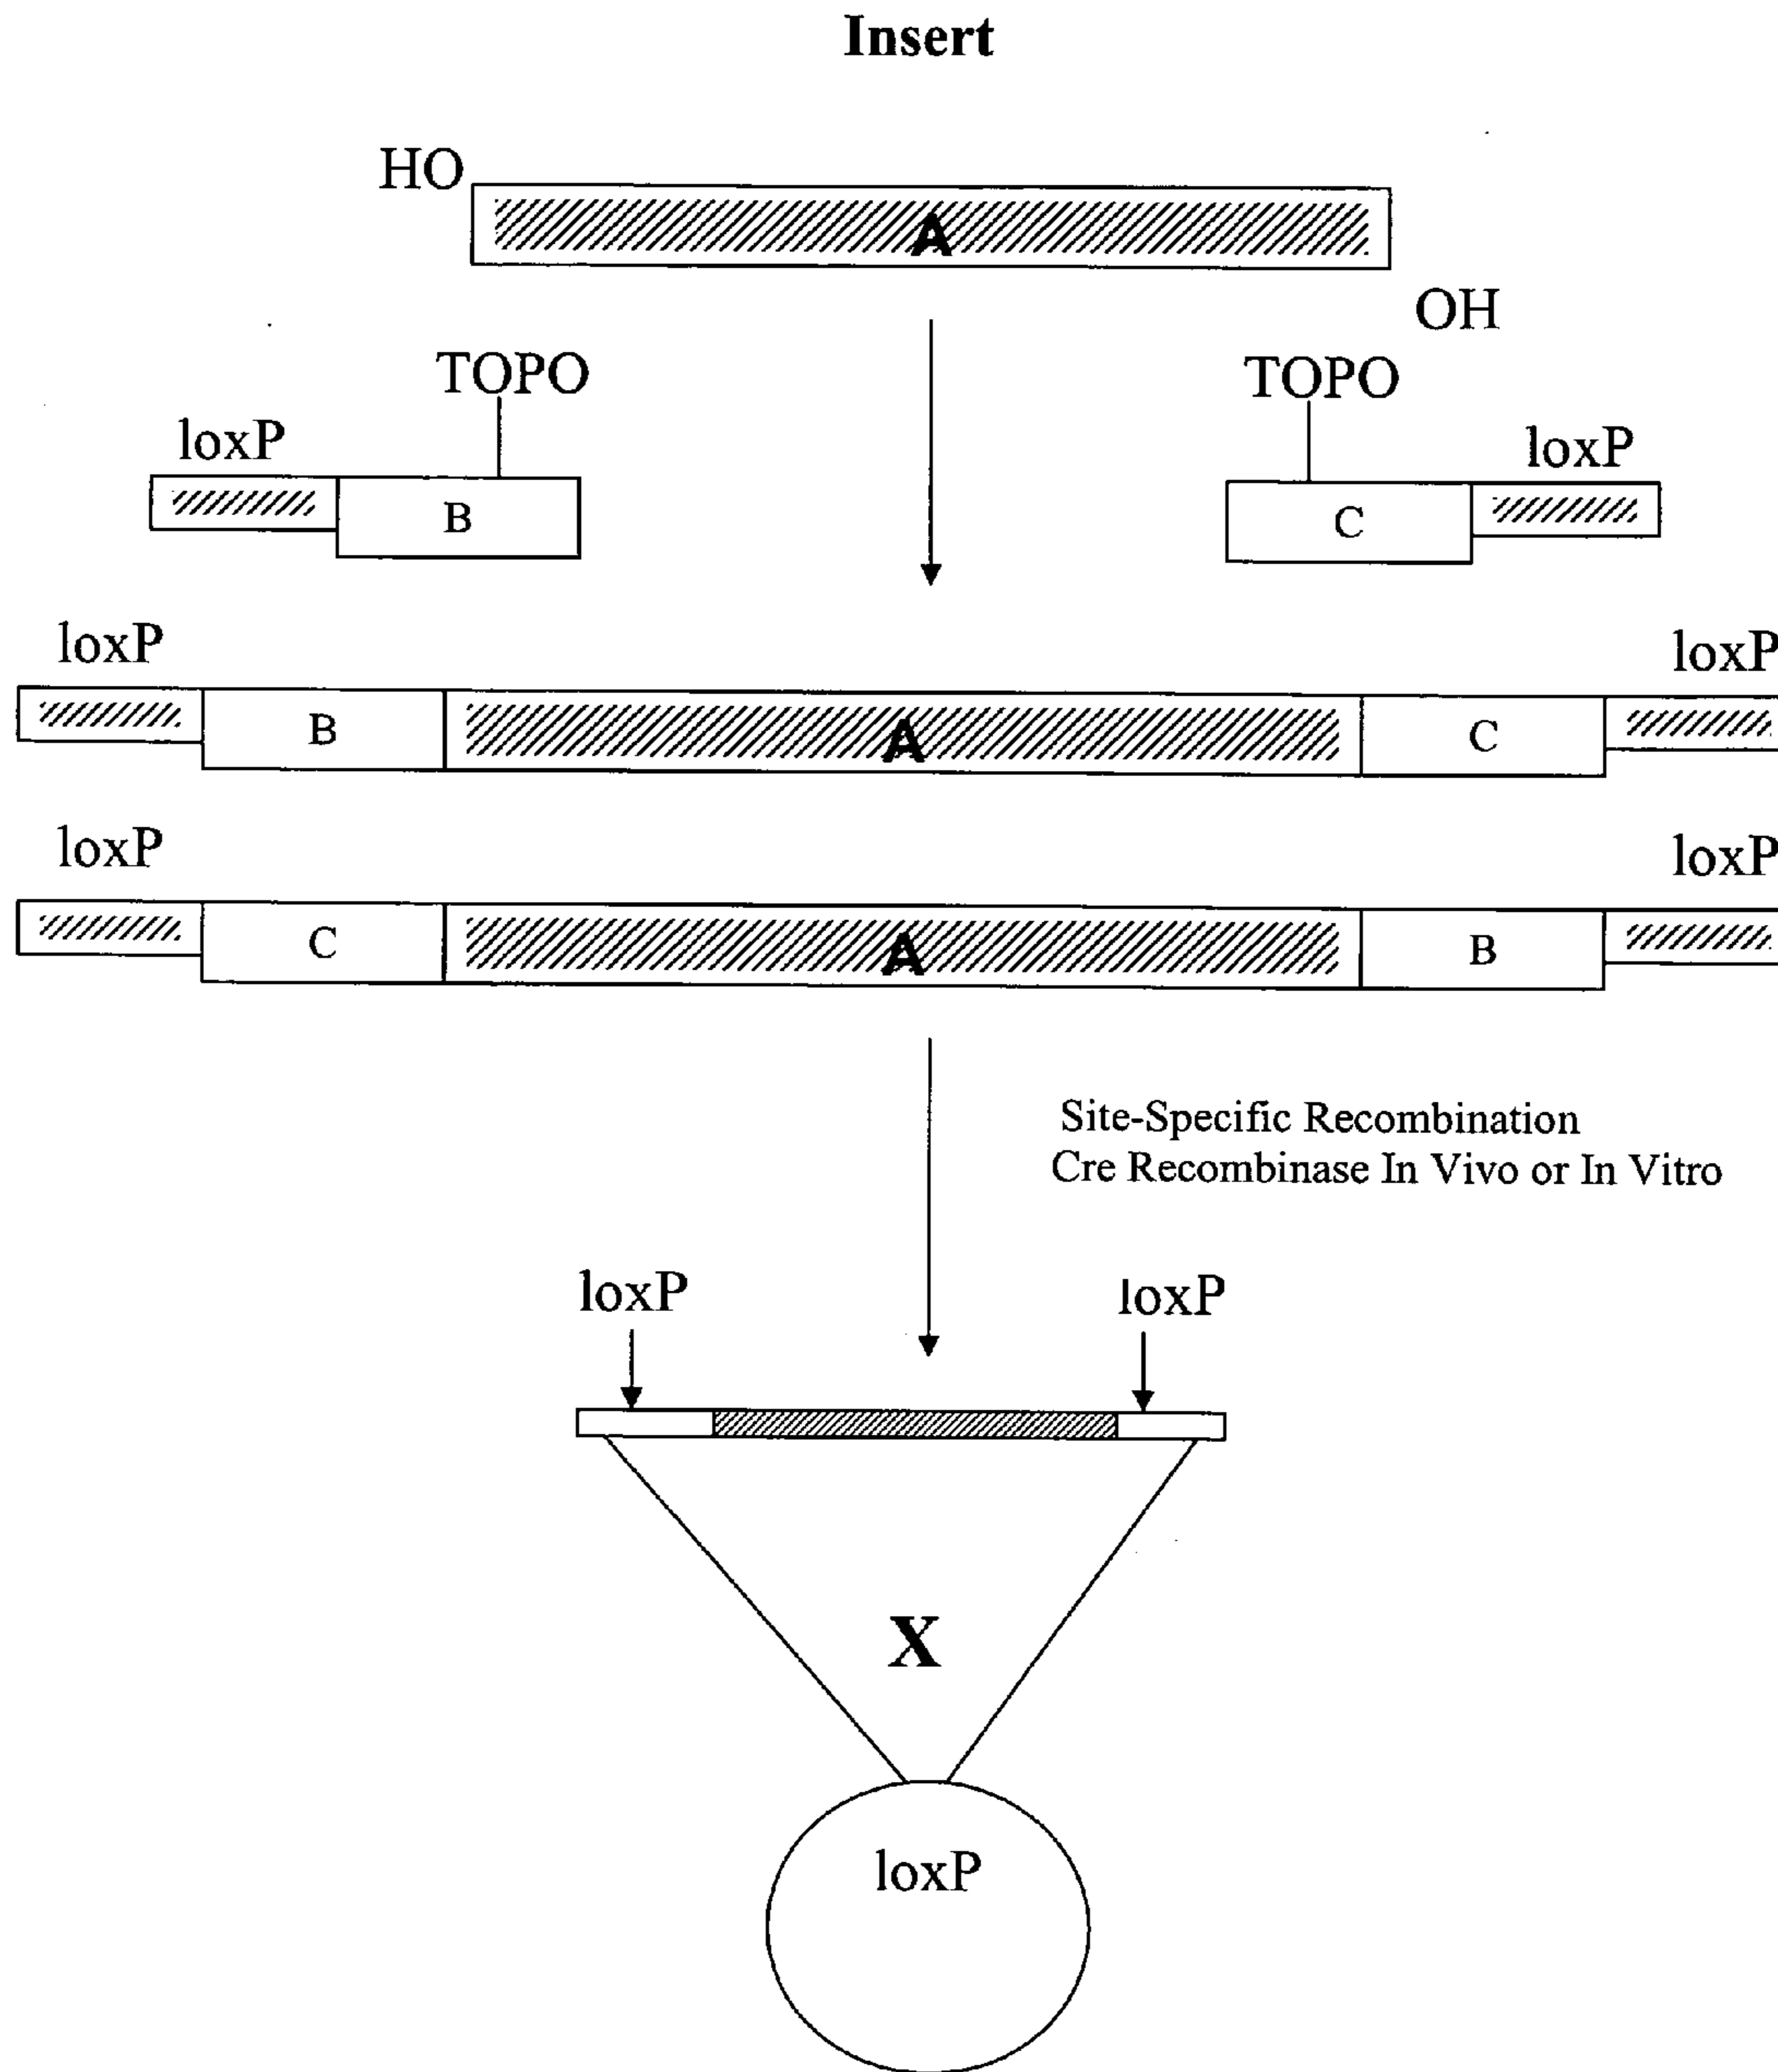 Insert
HO
A
OH
TOPO
TOPO
loxP
loxP
B
C
loxP
loxP
B
A
C
loxP
loxP
C
A
B
Site-Specific Recombination
Cre Recombinase In Vivo or In Vitro
loxP
loxP
X
loxP